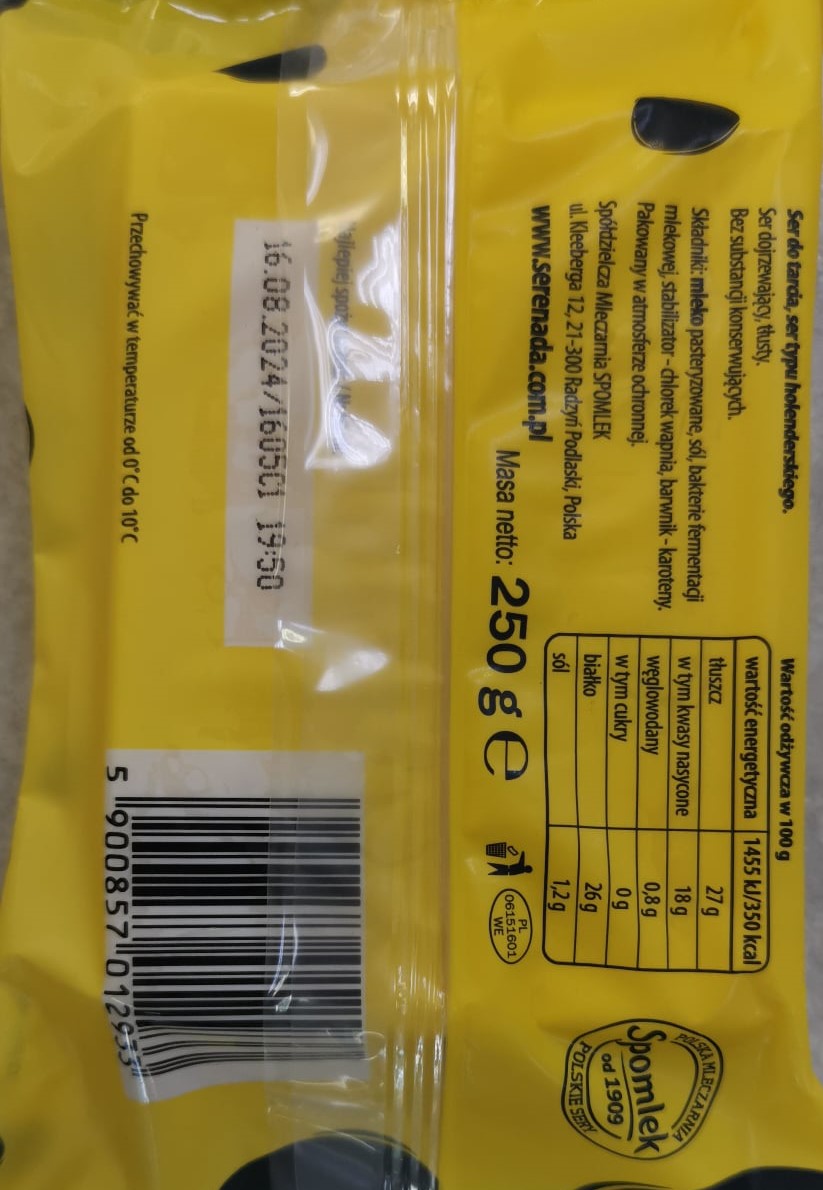 Ser do tarcia, ser typu holenderskiego.
Ser dojrzewający, tłusty.
Bez substancji konserwujących.
Składniki: mleko pasteryzowane, sól, bakterie fermentacji
mlekowej, stabilizator - chlorek wapnia, barwnik - karoteny.
Pakowany w atmosferze ochronnej.
Spółdzielcza Mleczarnia SPOMLEK
ul. Kleeberga 12, 21-300 Radzyń Podlaski, Polska
www.serenada.com.pl
Masa netto: 250 g e
Wartość odżywcza w 100 g
wartość energetyczna 1455 kJ/350 kcal
tłuszcz 27 g
w tym kwasy nasycone 18 g
węglowodany 0,8 g
w tym cukry 0 g
białko 26 g
sól 1,2 g
PL
06151601
WE
POLSKA MLECZARNIA
Spomlek
od 1909
POLSKIE SERY
16.08.2024/160501 19:50
Przechowywać w temperaturze od 0°C do 10°C
5 900857 012953